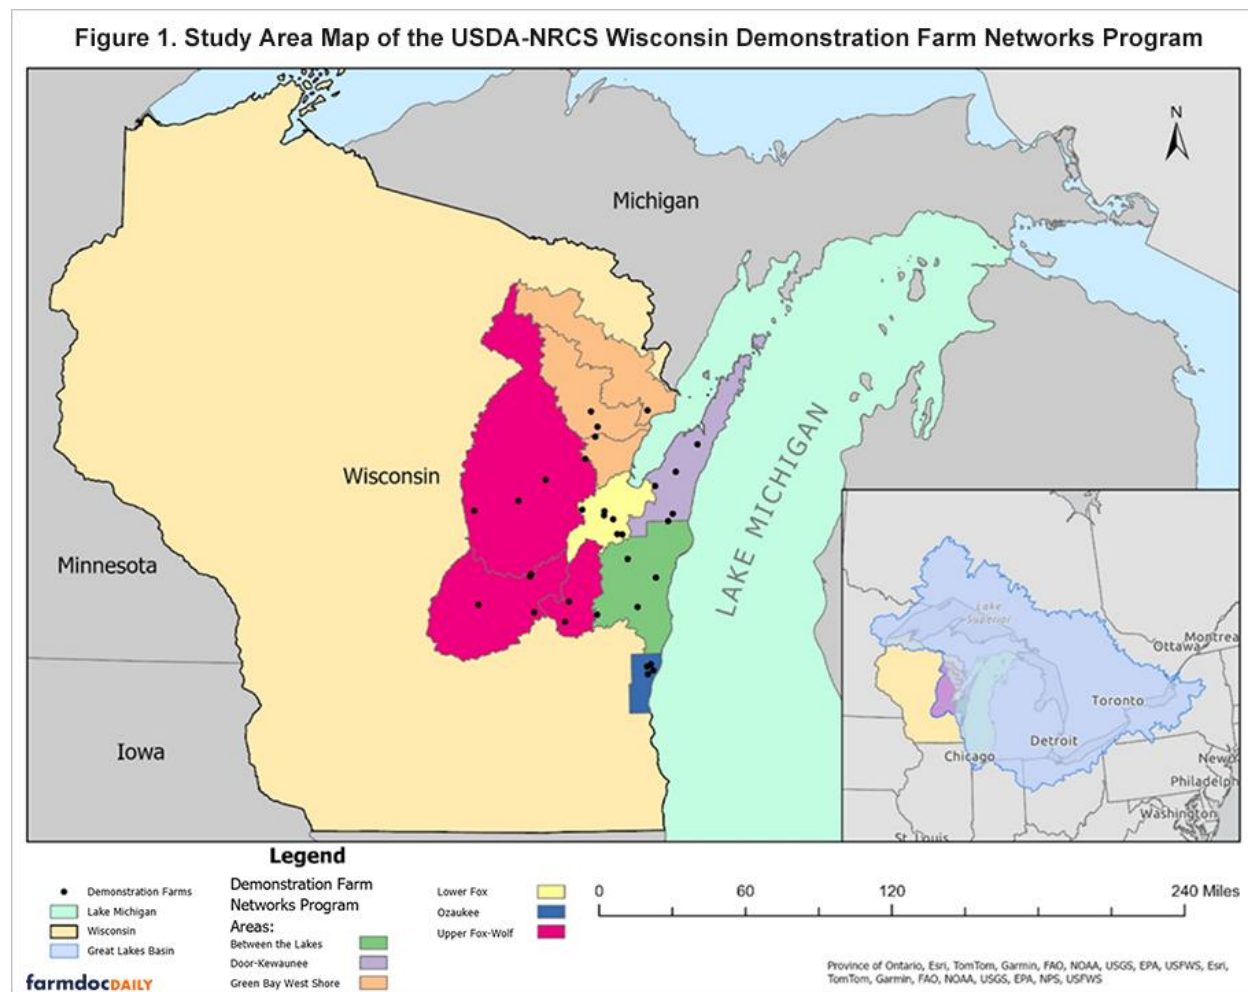 Figure 1. Study Area Map of the USDA-NRCS Wisconsin Demonstration Farm Networks Program
N
Michigan
Wisconsin
LAKE MICHIGAN
Minnesota
Iowa
Lake
Superior
Ottawa
Montrea
Toronto
Detroit
Chicago
New
Philadelph
Washington
St. Louis
Legend
Demonstration Farms
Lake Michigan
Wisconsin
Great Lakes Basin
Demonstration Farm
Networks Program
Areas:
Between the Lakes
Door-Kewaunee
Green Bay West Shore
Lower Fox
Ozaukee
Upper Fox-Wolf
0 60 120 240 Miles
Province of Ontario, Esri, TomTom, Garmin, FAO, NOAA, USGS, EPA, USFWS, Esri,
TomTom, Garmin, FAO, NOAA, USGS, EPA, NPS, USFWS
farmdocDAILY